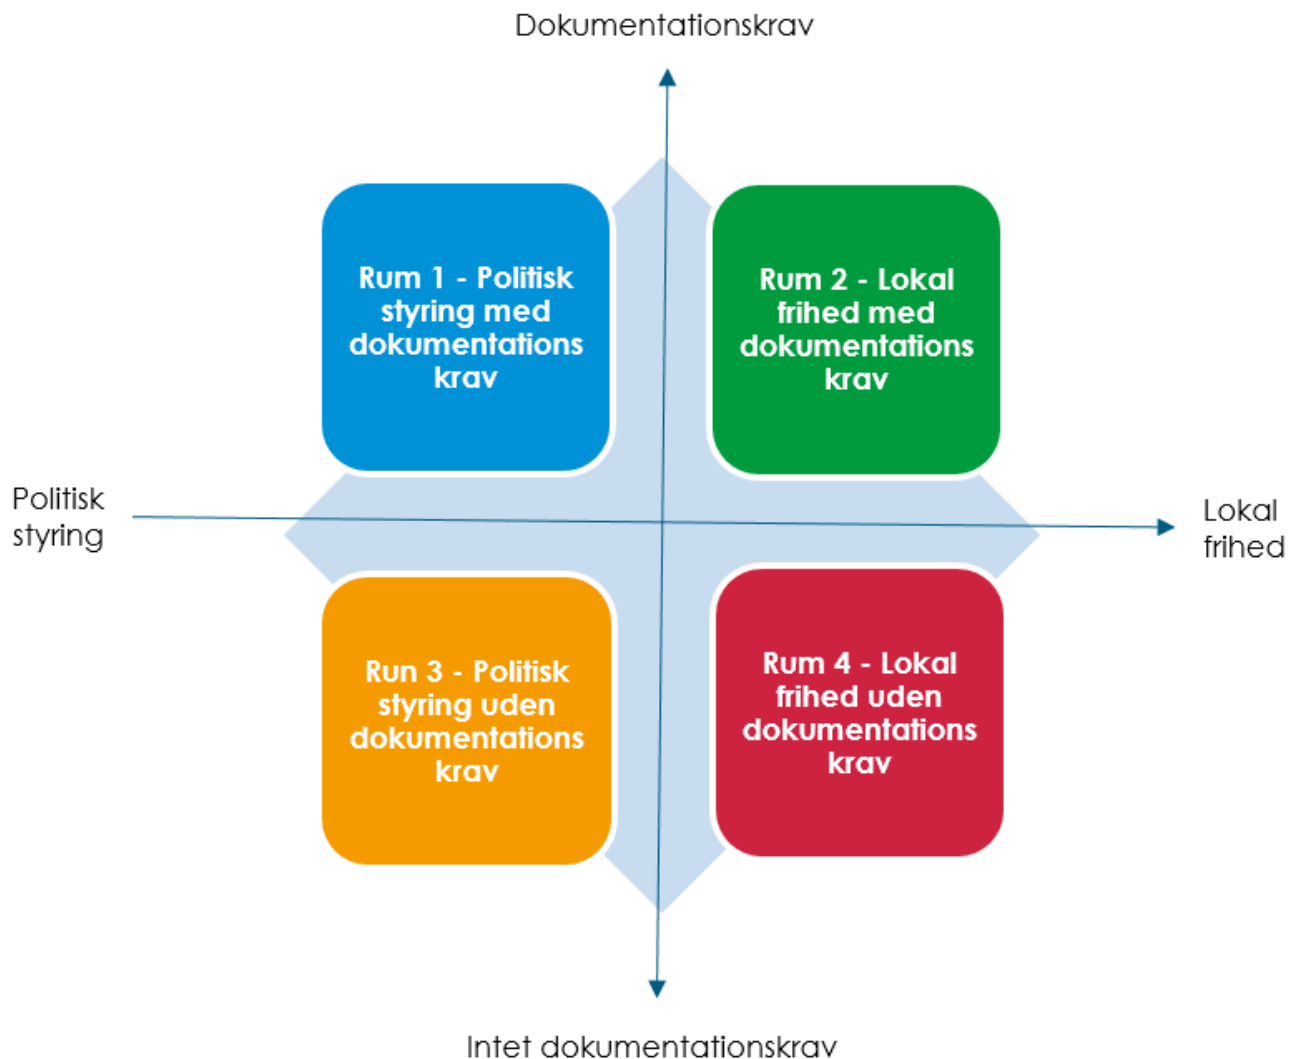 Dokumentationskrav
Rum 1 - Politisk
styring med
dokumentations
krav
Rum 2 - Lokal
frihed med
dokumentations
krav
Politisk
styring
Lokal
frihed
Run 3 - Politisk
styring uden
dokumentations
krav
Rum 4 - Lokal
frihed uden
dokumentations
krav
Intet dokumentationskrav